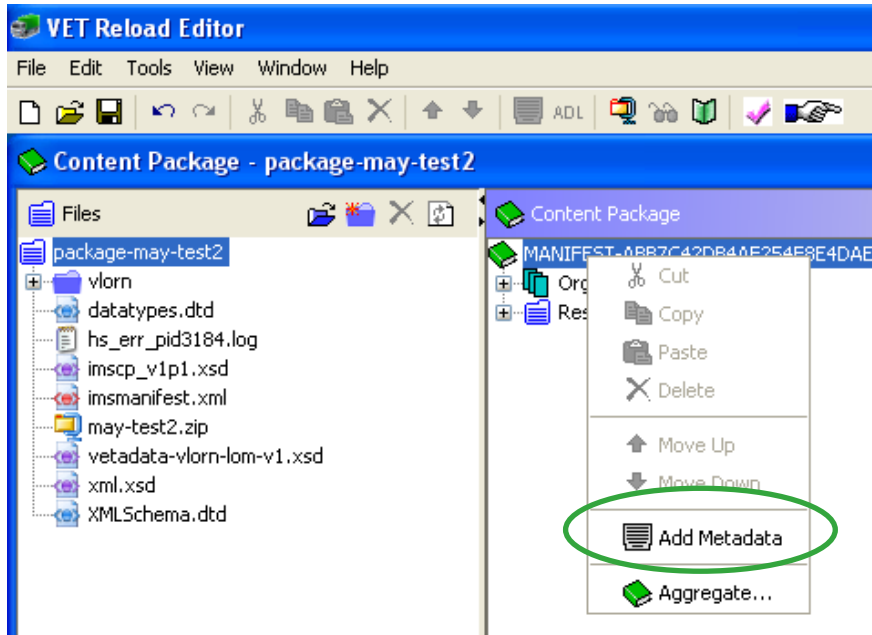 VET Reload Editor
File Edit Tools View Window Help
ADL
Content Package - package-may-test2
Files
package-may-test2
vlorn
datatypes.dtd
hs_err_pid3184.log
imscp_v1p1.xsd
imsmanifest.xml
may-test2.zip
vetadata-vlorn-lom-v1.xsd
xml.xsd
XMLSchema.dtd
Content Package
Cut
Copy
Paste
Delete
Move Up
Move Down
Add Metadata
Aggregate...